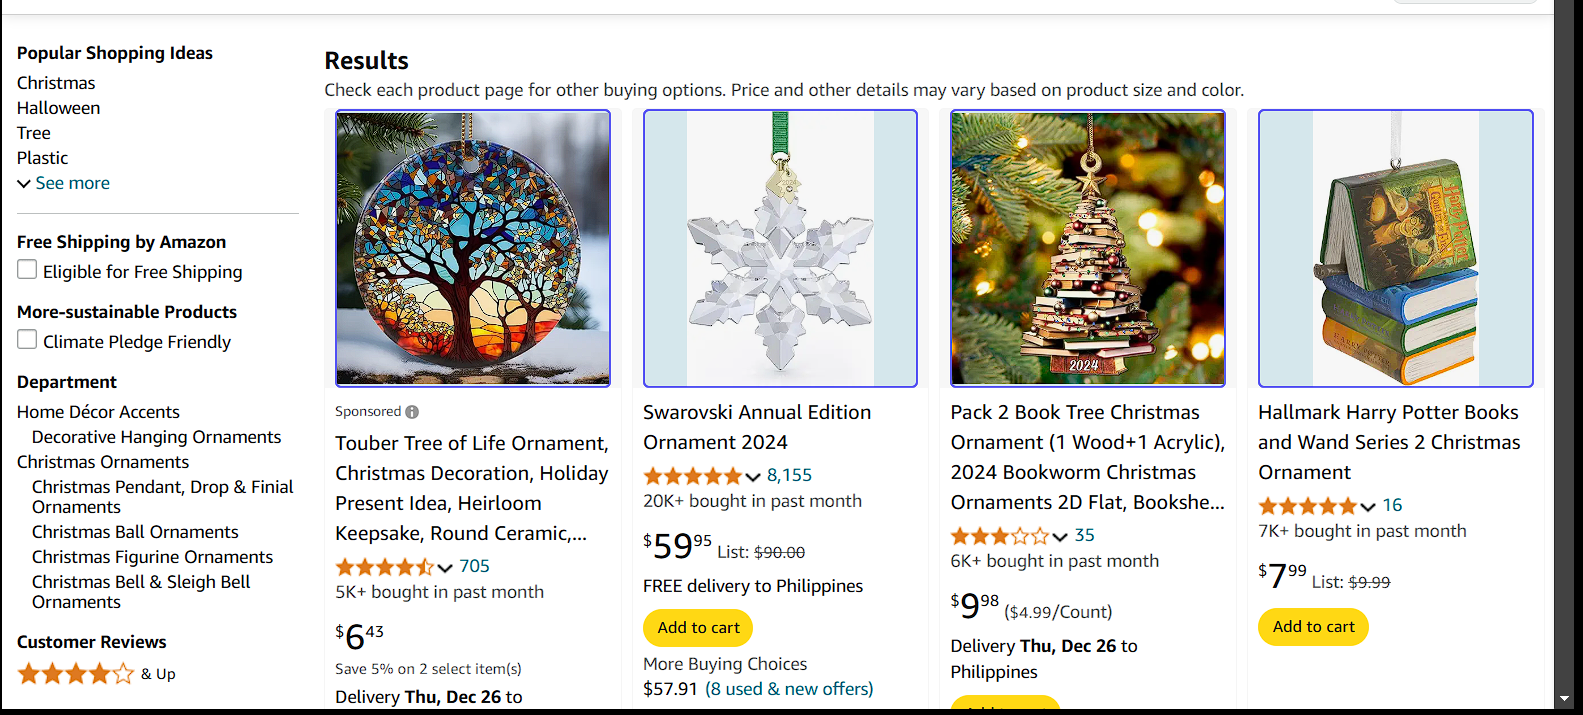 Popular Shopping Ideas
Christmas
Halloween
Tree
Plastic
See more
Free Shipping by Amazon
Eligible for Free Shipping
More-sustainable Products
Climate Pledge Friendly
Department
Home Décor Accents
Decorative Hanging Ornaments
Christmas Ornaments
Christmas Pendant, Drop & Finial
Ornaments
Christmas Ball Ornaments
Christmas Figurine Ornaments
Christmas Bell & Sleigh Bell
Ornaments
Customer Reviews
& Up
Results
Check each product page for other buying options. Price and other details may vary based on product size and color.
Sponsored
Touber Tree of Life Ornament,
Christmas Decoration, Holiday
Present Idea, Heirloom
Keepsake, Round Ceramic,...
705
5K+ bought in past month
$643
Save 5% on 2 select item(s)
Delivery Thu, Dec 26 to
2024
Swarovski Annual Edition
Ornament 2024
8,155
20K+ bought in past month
$5995 List: $90.00
FREE delivery to Philippines
Add to cart
More Buying Choices
$57.91 (8 used & new offers)
2024
Pack 2 Book Tree Christmas
Ornament (1 Wood+1 Acrylic),
2024 Bookworm Christmas
Ornaments 2D Flat, Bookshe...
35
6K+ bought in past month
$998 ($4.99/Count)
Delivery Thu, Dec 26 to
Philippines
Add to cart
Harry Potter
Hallmark Harry Potter Books
and Wand Series 2 Christmas
Ornament
16
7K+ bought in past month
$799 List: $9.99
Add to cart